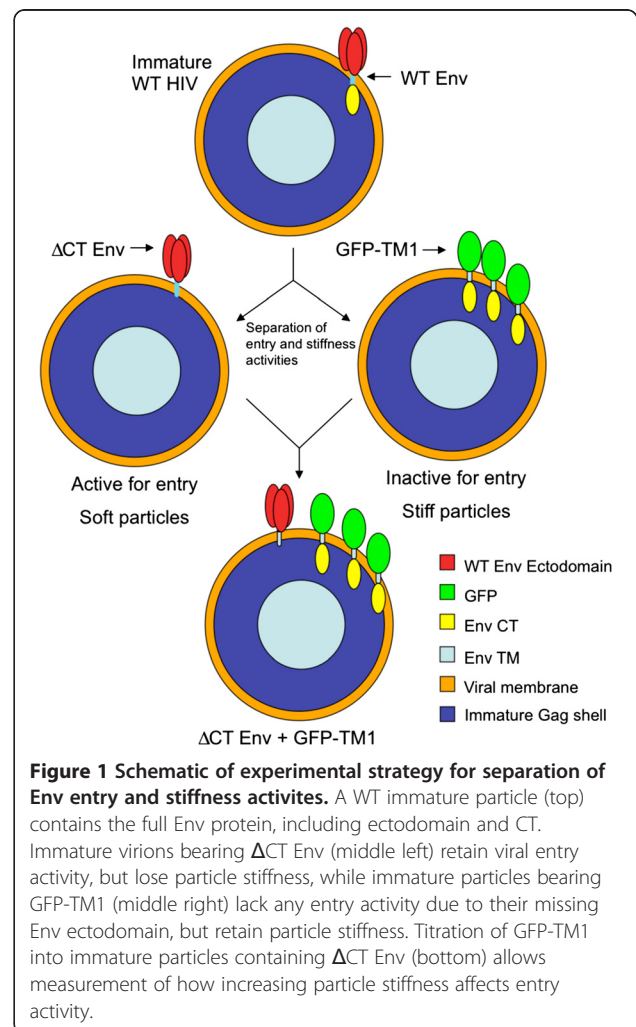 Immature
WT HIV
WT Env
ΔCT Env
GFP-TM1
Separation of
entry and stiffness
activities
Active for entry
Soft particles
Inactive for entry
Stiff particles
WT Env Ectodomain
GFP
Env CT
Env TM
Viral membrane
Immature Gag shell
ΔCT Env + GFP-TM1
Figure 1 Schematic of experimental strategy for separation of
Env entry and stiffness activites. A WT immature particle (top)
contains the full Env protein, including ectodomain and CT.
Immature virions bearing ΔCT Env (middle left) retain viral entry
activity, but lose particle stiffness, while immature particles bearing
GFP-TM1 (middle right) lack any entry activity due to their missing
Env ectodomain, but retain particle stiffness. Titration of GFP-TM1
into immature particles containing ΔCT Env (bottom) allows
measurement of how increasing particle stiffness affects entry
activity.